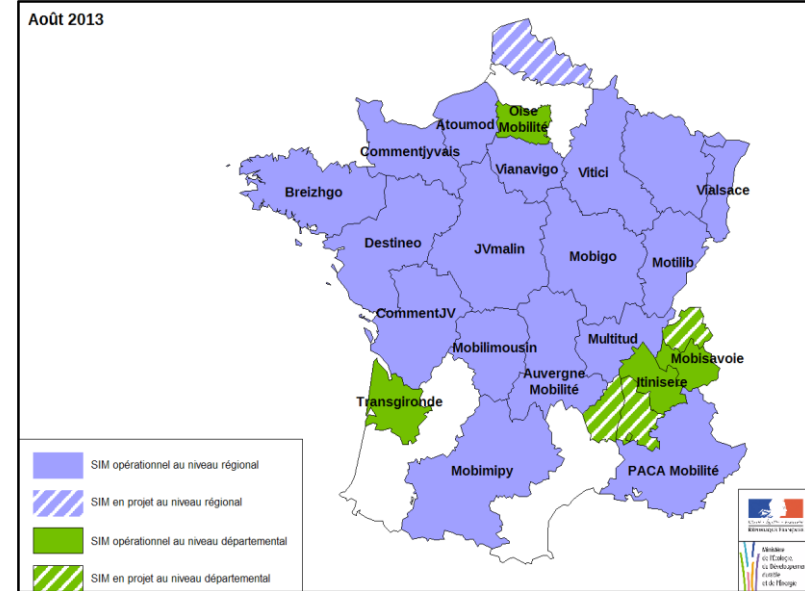 Août 2013
Oise
Mobilité
Atoumod
Commentjyvais
Vianavigo
Vitici
Vialsace
Breizhgo
Destineo
JVmalin
Mobigo
Motilib
CommentJV
Mobilimousin
Multitud
Mobisavoie
Auvergne
Mobilité
Itinisere
Transgironde
Mobimipy
PACA Mobilité
SIM opérationnel au niveau régional
SIM en projet au niveau régional
SIM opérationnel au niveau départemental
SIM en projet au niveau départemental
RÉPUBLIQUE FRANÇAISE
Ministère
de l'Écologie,
du Développement
durable
et de l'Énergie